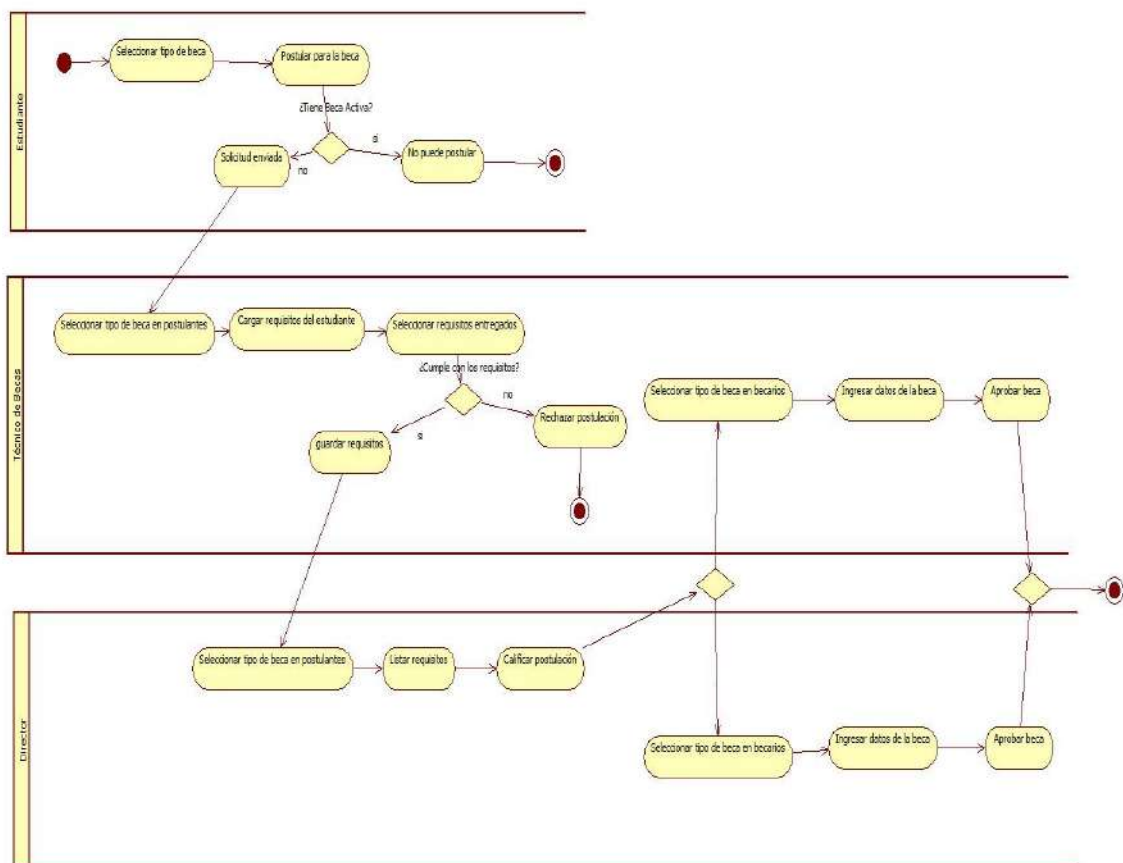 Estudiante
Seleccionar tipo de beca
Postular para la beca
¿Tiene Beca Activa?
si
no
Solicitud enviada
No puede postular
Técnico de Becas
Seleccionar tipo de beca en postulantes
Cargar requisitos del estudiante
Seleccionar requisitos entregados
¿Cumple con los requisitos?
no
si
Rechazar postulación
guardar requisitos
Seleccionar tipo de beca en becarios
Ingresar datos de la beca
Aprobar beca
Director
Seleccionar tipo de beca en postulantes
Listar requisitos
Calificar postulación
Seleccionar tipo de beca en becarios
Ingresar datos de la beca
Aprobar beca